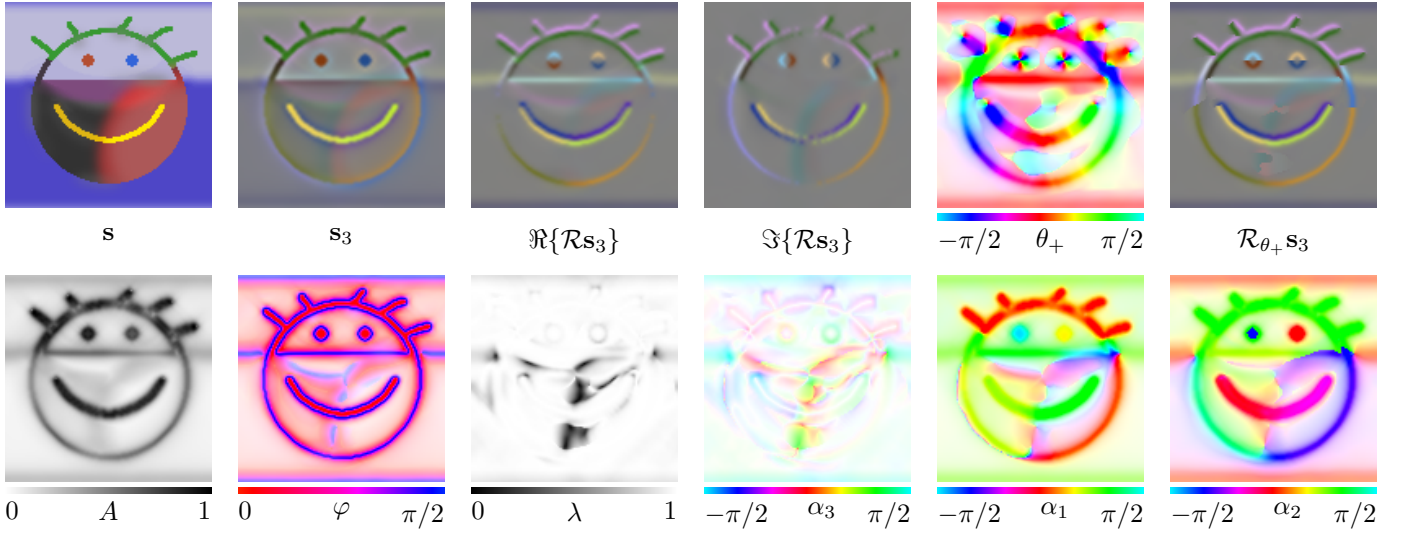 s s₃ ℜ{ℛs₃} ℑ{ℛs₃} −π/2 θ₊ π/2 ℛ_θ₊ s₃
0 A 1 0 φ π/2 0 λ 1 −π/2 α₃ π/2 −π/2 α₁ π/2 −π/2 α₂ π/2